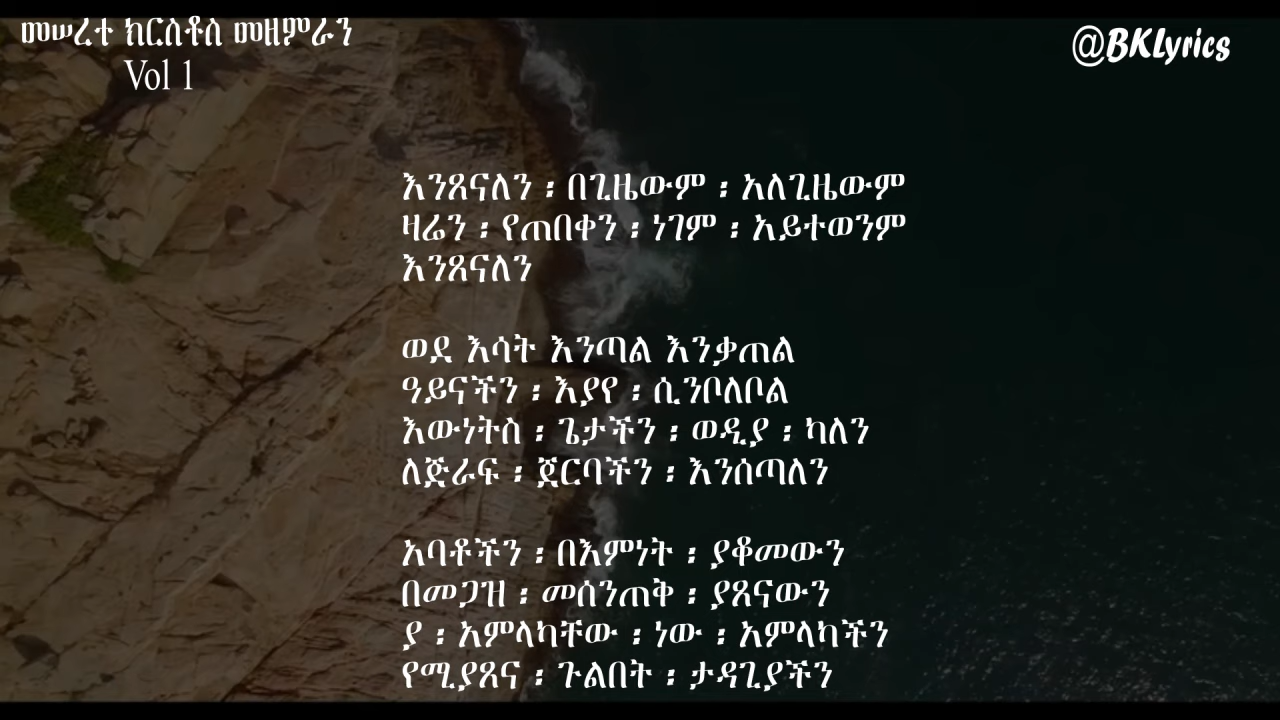 መሠረተ ክርስቶስ መዘምራን
Vol 1
@BKLyrics
እንጸናለን ፡ በጊዜውም ፡ አለጊዜውም
ዛሬን ፡ የጠበቀን ፡ ነገም ፡ አይተወንም
እንጸናለን
ወደ እሳት እንጣል እንቃጠል
ዓይናችን ፡ እያየ ፡ ሲንቦለቦል
እውነትስ ፡ ጌታችን ፡ ወዲያ ፡ ካለን
ለጅራፍ ፡ ጀርባችን ፡ እንሰጣለን
አባቶችን ፡ በእምነት ፡ ያቆመውን
በመጋዝ ፡ መሰንጠቅ ፡ ያጸናውን
ያ ፡ አምላካቸው ፡ ነው ፡ አምላካችን
የሚያጸና ፡ ጉልበት ፡ ታዳጊያችን